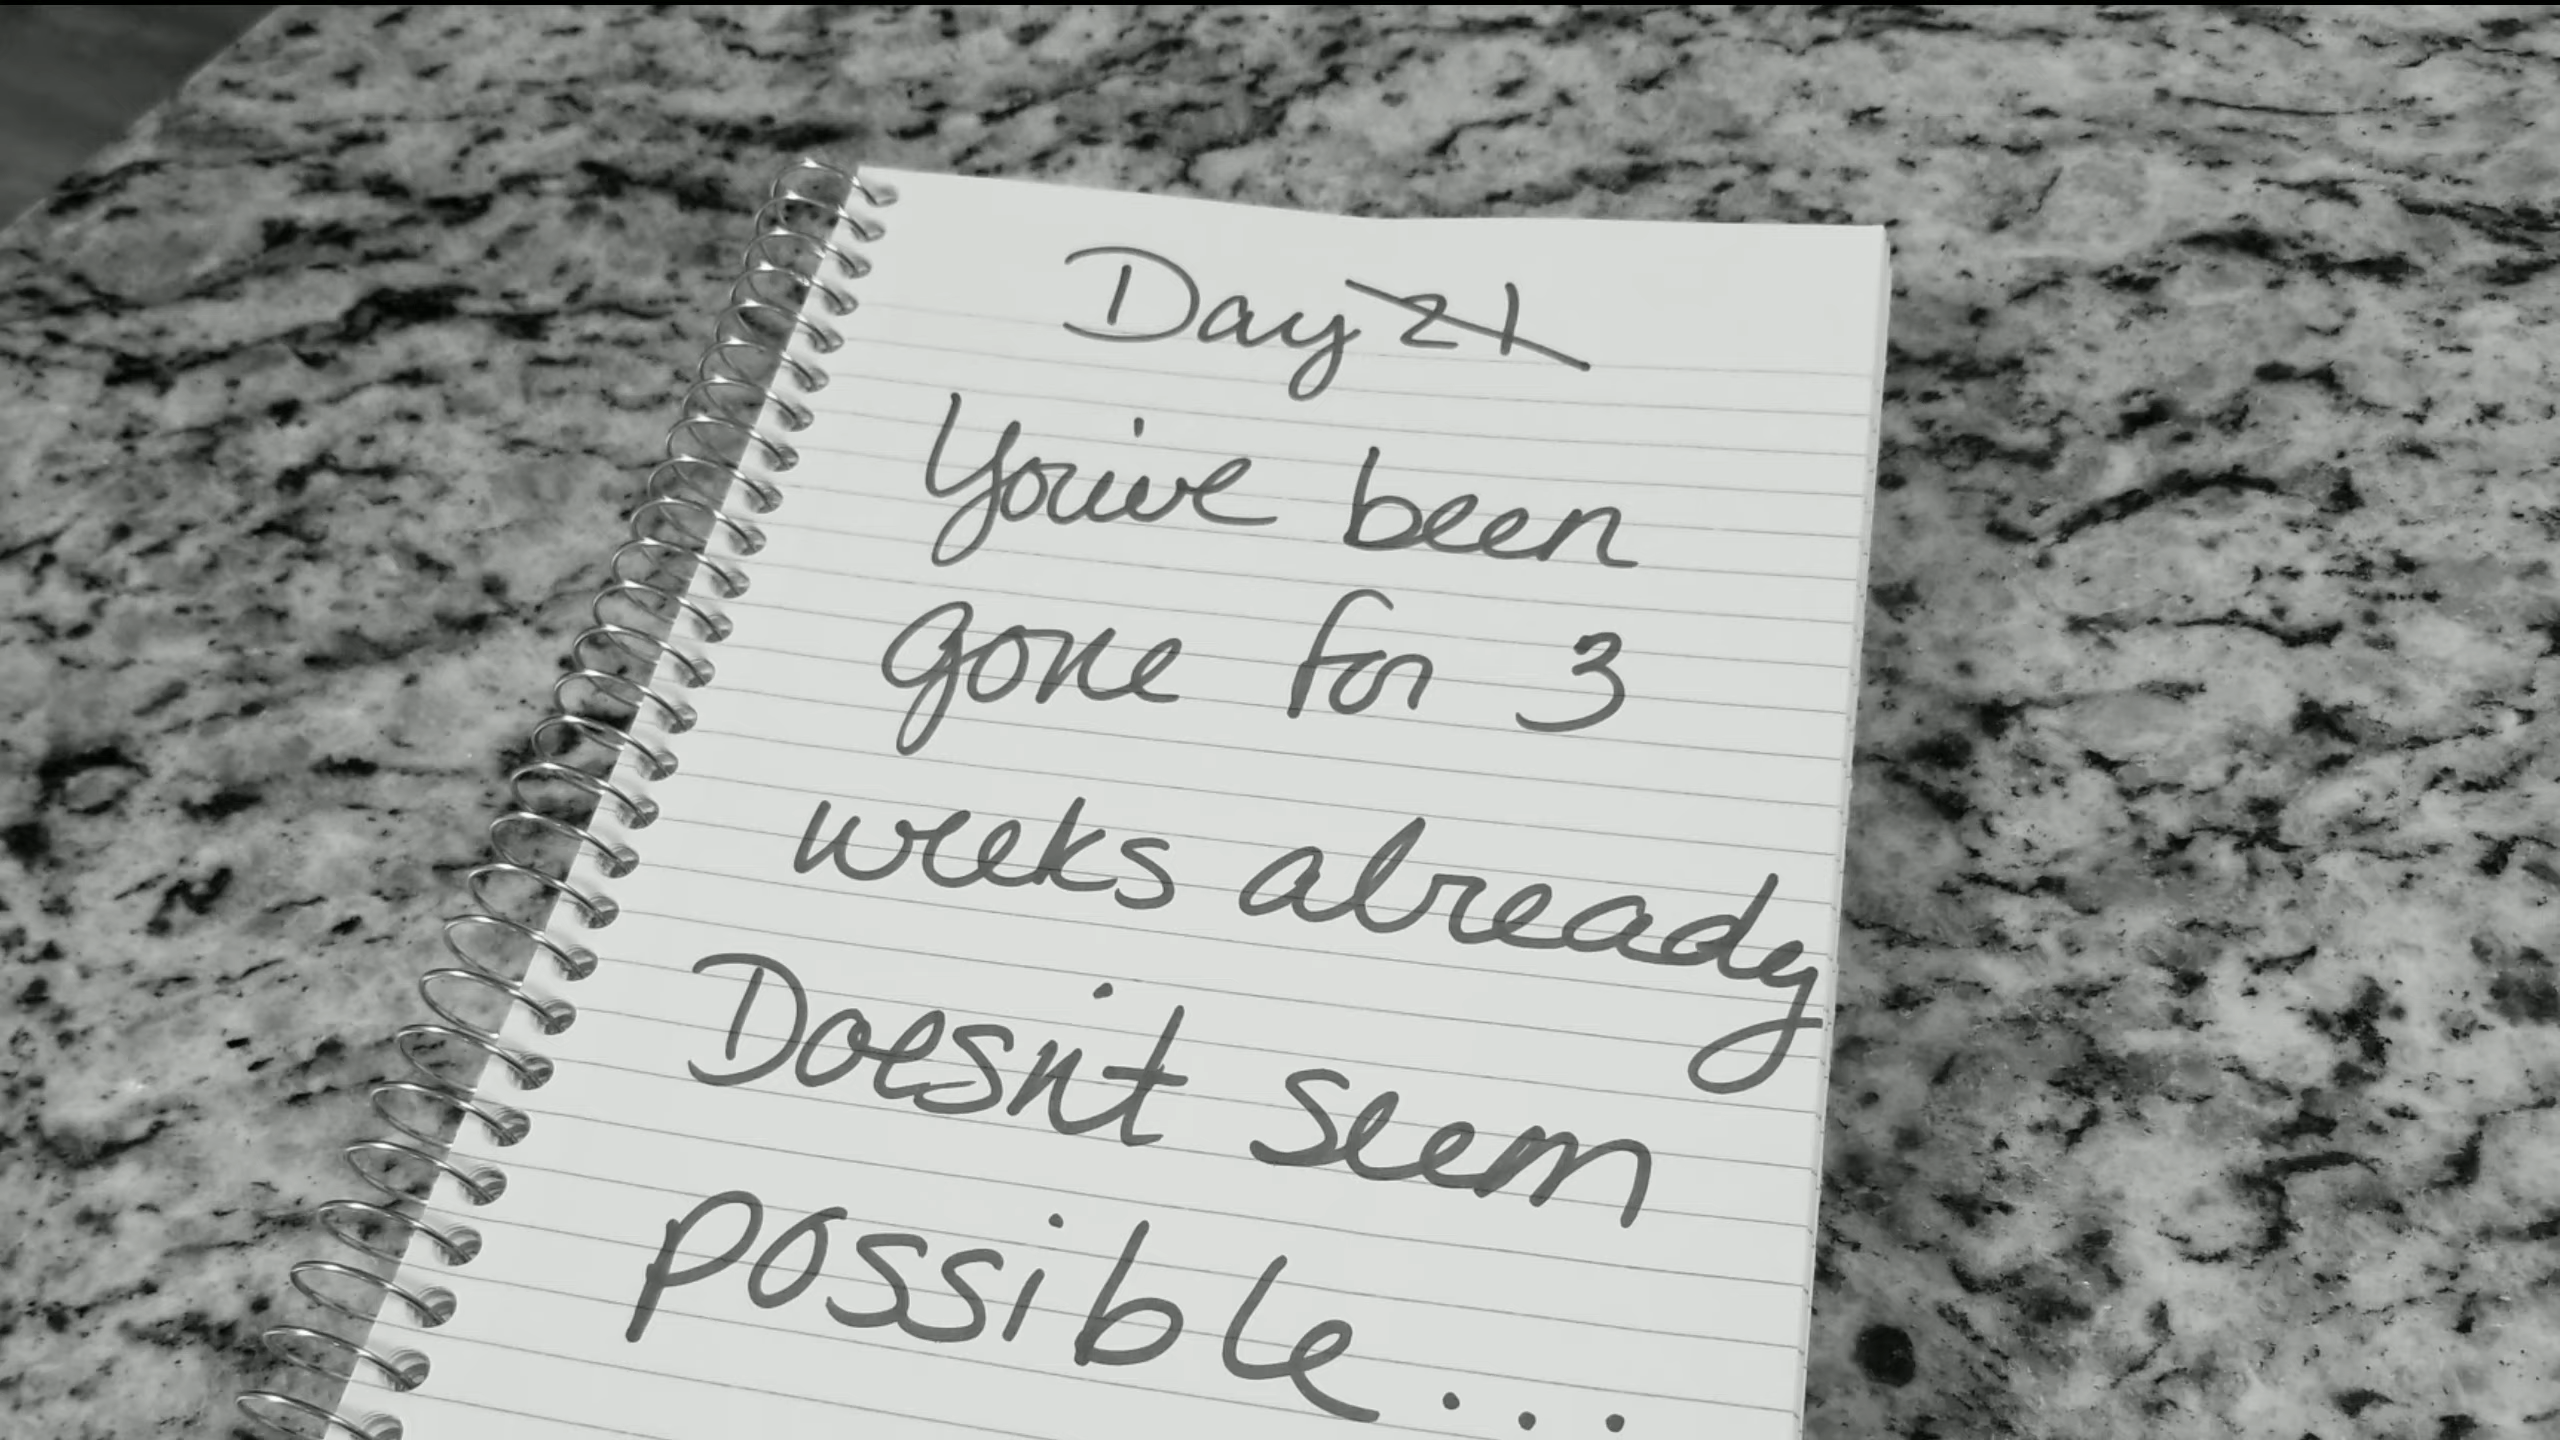 Day 21
You've been
gone for 3
weeks already
Doesn't seem
possible...